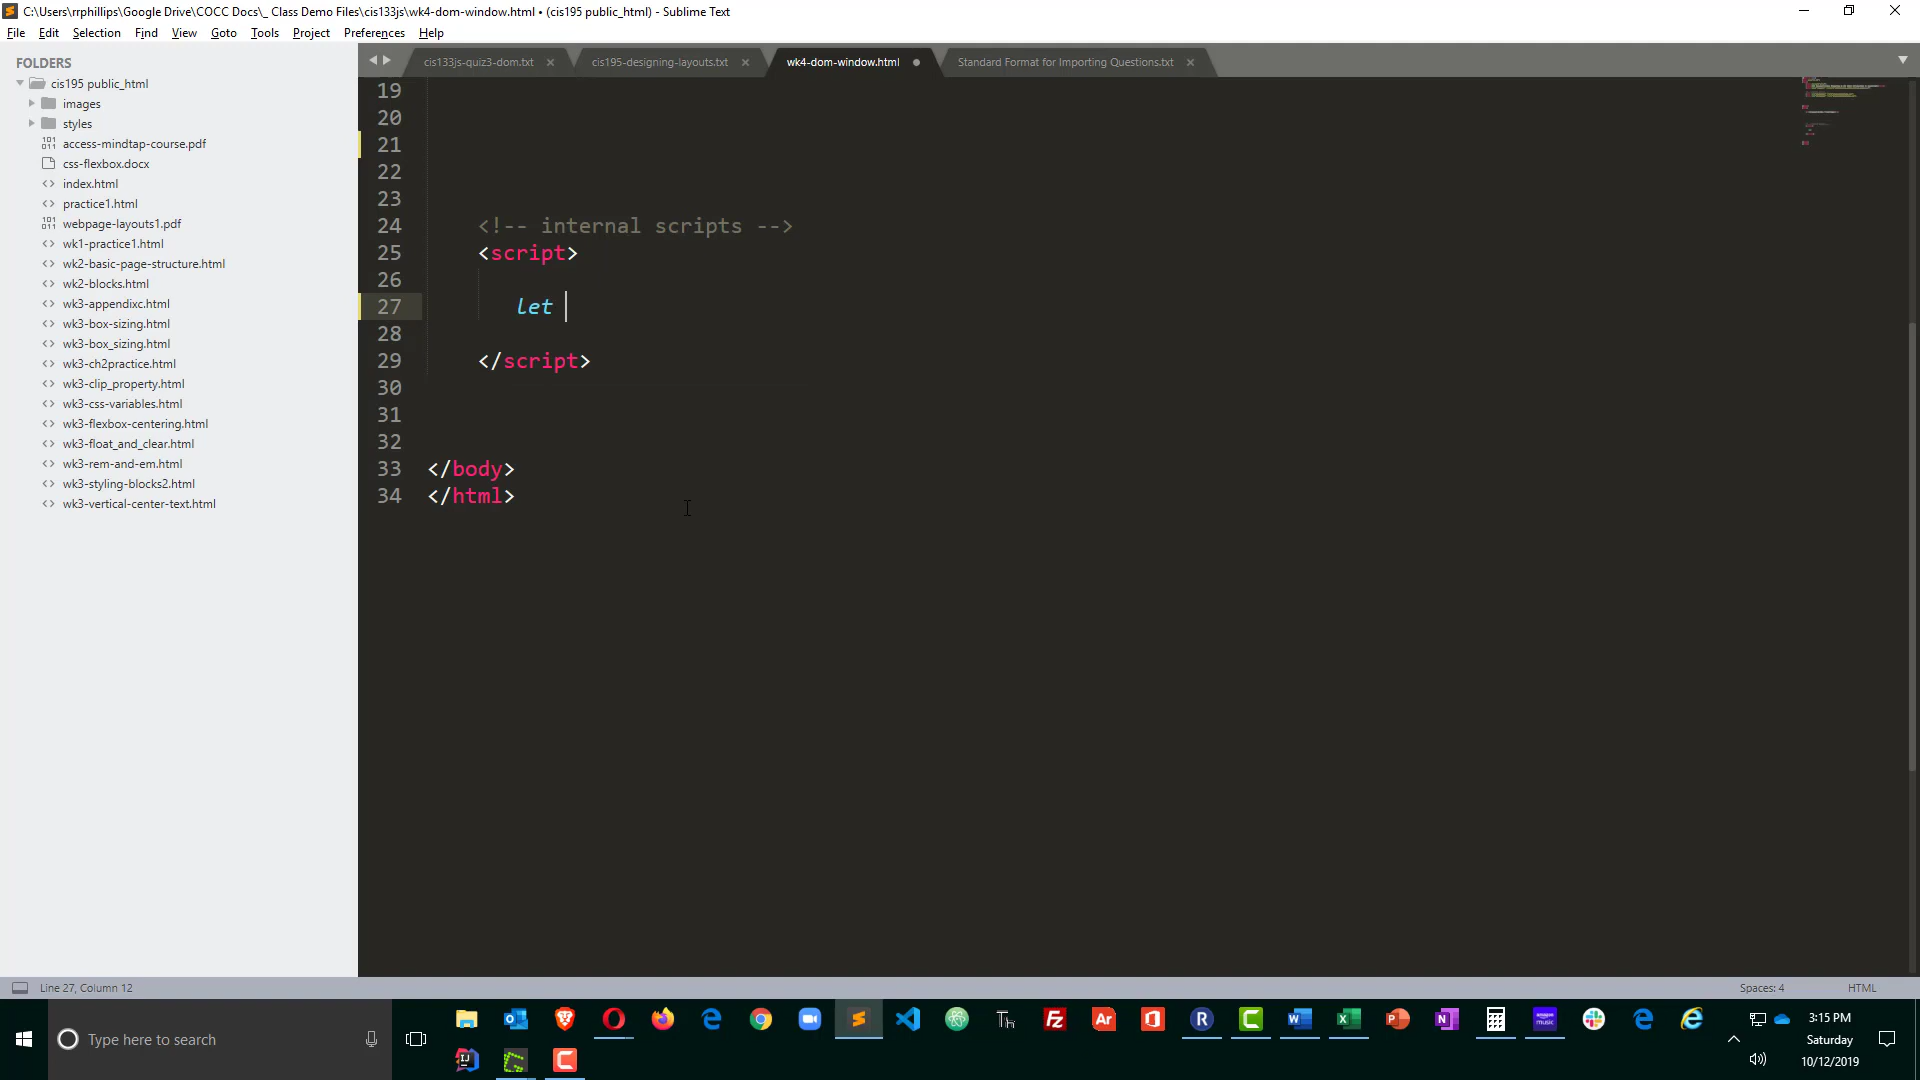 C:\Users\rrphillips\Google Drive\COCC Docs\_ Class Demo Files\cis133js\wk4-dom-window.html • (cis195 public_html) - Sublime Text
File Edit Selection Find View Goto Tools Project Preferences Help
FOLDERS
cis195 public_html
images
styles
access-mindtap-course.pdf
css-flexbox.docx
index.html
practice1.html
webpage-layouts1.pdf
wk1-practice1.html
wk2-basic-page-structure.html
wk2-blocks.html
wk3-appendixc.html
wk3-box-sizing.html
wk3-box_sizing.html
wk3-ch2practice.html
wk3-clip_property.html
wk3-css-variables.html
wk3-flexbox-centering.html
wk3-float_and_clear.html
wk3-rem-and-em.html
wk3-styling-blocks2.html
wk3-vertical-center-text.html
cis133js-quiz3-dom.txt cis195-designing-layouts.txt wk4-dom-window.html Standard Format for Importing Questions.txt
19
20
21
22
23
24 <!-- internal scripts -->
25 <script>
26
27 let
28
29 </script>
30
31
32
33 </body>
34 </html>
Line 27, Column 12 Spaces: 4 HTML
Type here to search
3:15 PM
Saturday
10/12/2019